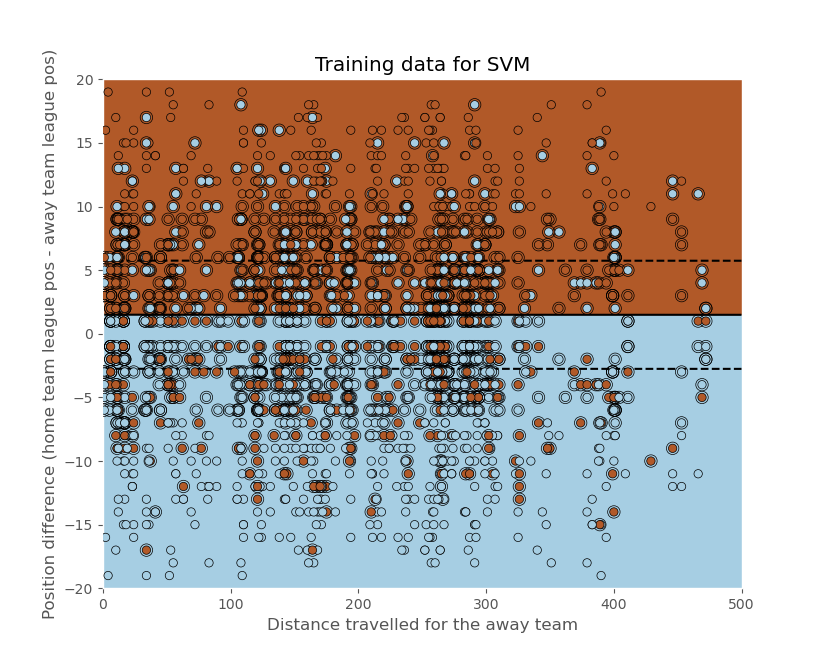 Training data for SVM
Position difference (home team league pos - away team league pos)
20
15
10
5
0
−5
−10
−15
−20
0 100 200 300 400 500
Distance travelled for the away team